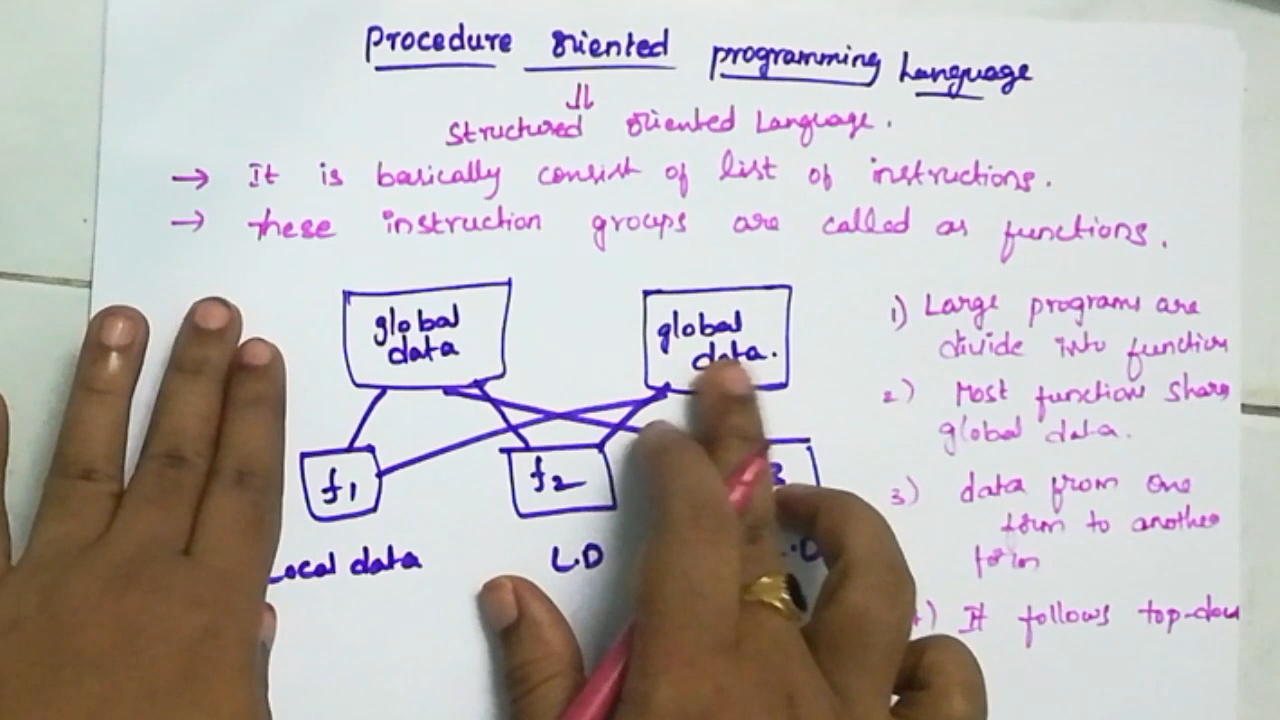 Procedure oriented programming Language
Structured oriented Language.
→ It is basically consist of list of instructions.
→ These instruction groups are called as functions.
global
data
global
data.
f1
f2
3
Local data
L.D
.D
1) Large programs are
divide into function
2) Most functions share
global data.
3) data from one
form to another
form
) It follows top-dow